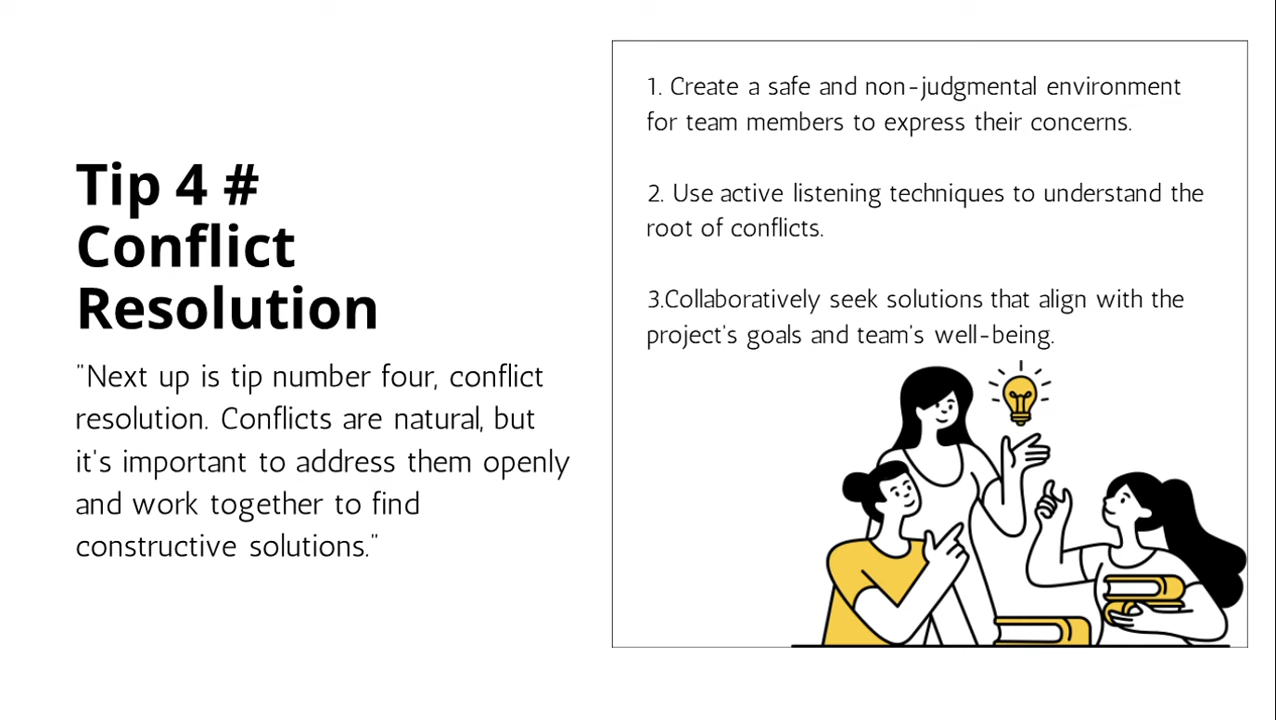 Tip 4 #
Conflict
Resolution
"Next up is tip number four, conflict
resolution. Conflicts are natural, but
it's important to address them openly
and work together to find
constructive solutions."
1. Create a safe and non-judgmental environment
for team members to express their concerns.
2. Use active listening techniques to understand the
root of conflicts.
3.Collaboratively seek solutions that align with the
project's goals and team's well-being.